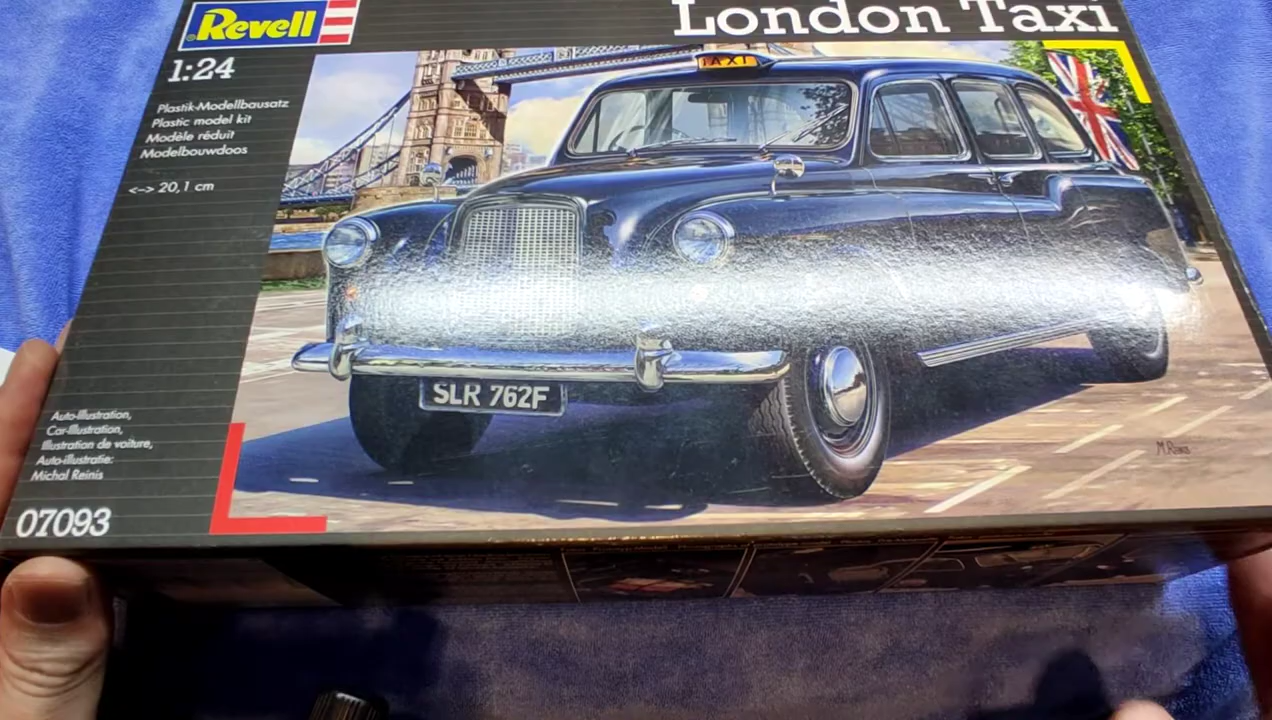 Revell
London Taxi
1:24
TAXI
Plastik-Modellbausatz
Plastic model kit
Modèle réduit
Modelbouwdoos
<-> 20,1 cm
SLR 762F
Auto-Illustration,
Car-Illustration,
Illustration de voiture,
Auto-illustratie:
Michal Reinis
07093